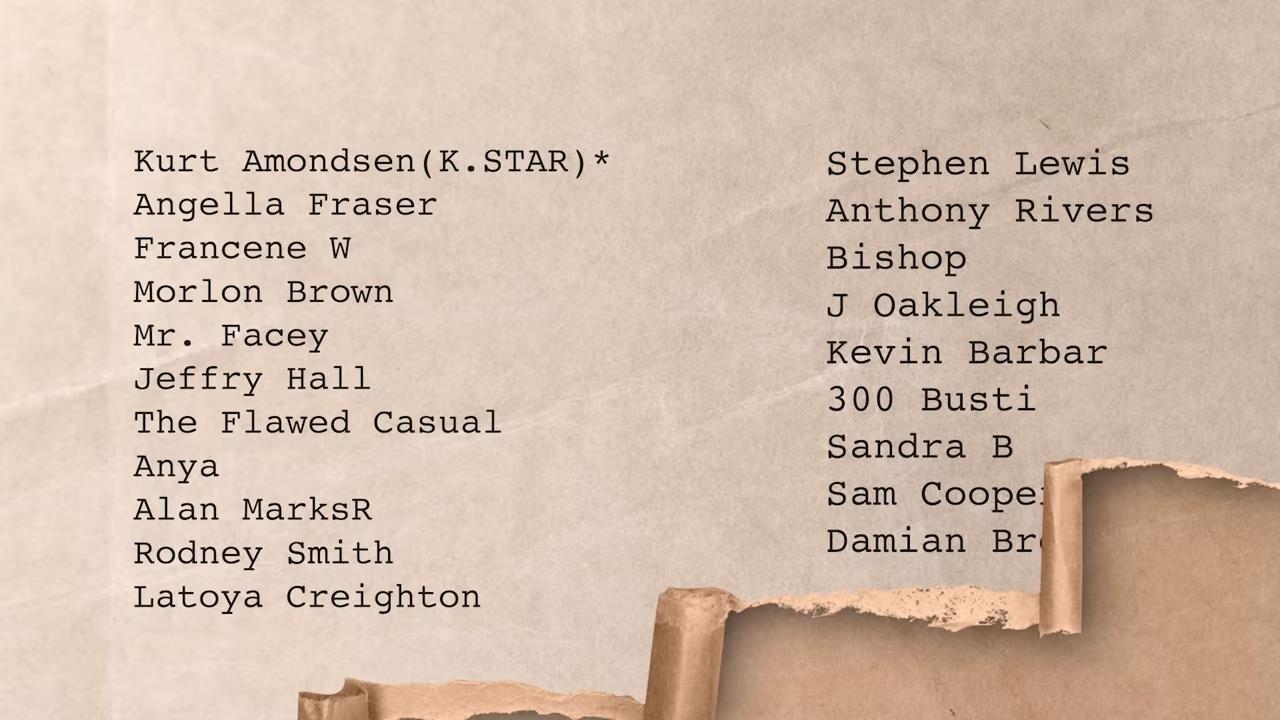 Kurt Amondsen(K.STAR)*
Angella Fraser
Francene W
Morlon Brown
Mr. Facey
Jeffry Hall
The Flawed Casual
Anya
Alan MarksR
Rodney Smith
Latoya Creighton
Stephen Lewis
Anthony Rivers
Bishop
J Oakleigh
Kevin Barbar
300 Busti
Sandra B
Sam
Damian